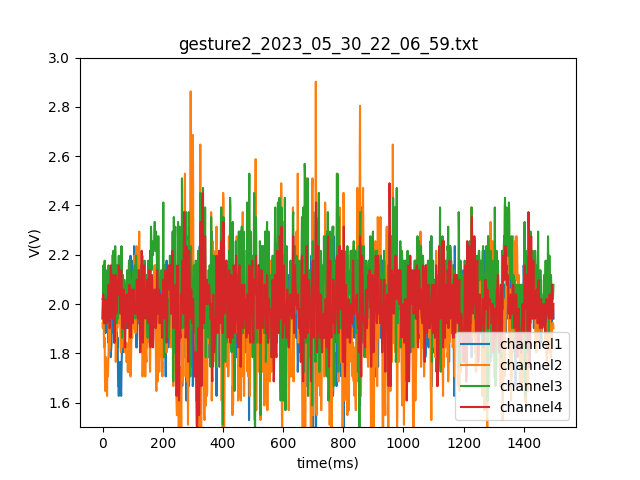 gesture2_2023_05_30_22_06_59.txt
3.0
2.8
2.6
2.4
2.2
2.0
1.8
1.6
V(V)
channel1
channel2
channel3
channel4
0 200 400 600 800 1000 1200 1400
time(ms)